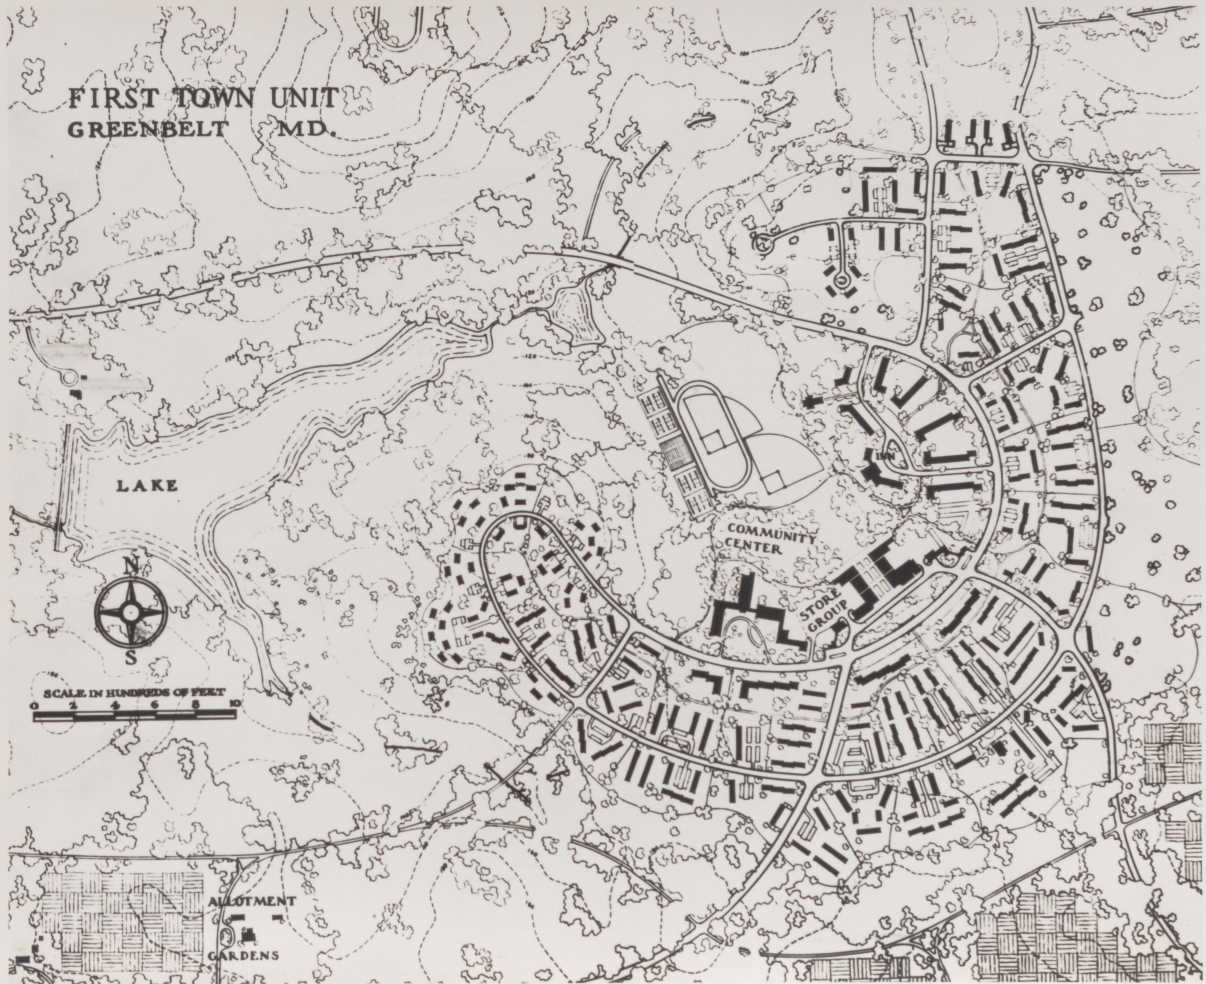 FIRST TOWN UNIT
GREENBELT MD.
LAKE
INN
COMMUNITY
CENTER
STORE
GROUP
N
S
SCALE IN HUNDREDS OF FEET
0 2 4 6 8 10
ALLOTMENT
GARDENS